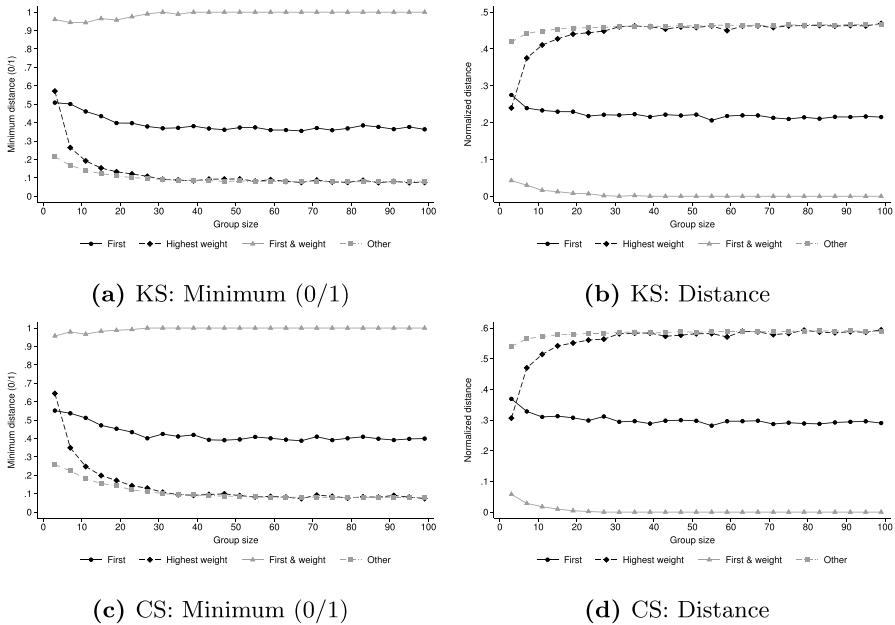 Minimum distance (0/1)
1
.9
.8
.7
.6
.5
.4
.3
.2
.1
0
0 10 20 30 40 50 60 70 80 90 100
Group size
First Highest weight First & weight Other
(a) KS: Minimum (0/1)
Normalized distance
.5
.4
.3
.2
.1
0
0 10 20 30 40 50 60 70 80 90 100
Group size
First Highest weight First & weight Other
(b) KS: Distance
Minimum distance (0/1)
1
.9
.8
.7
.6
.5
.4
.3
.2
.1
0
0 10 20 30 40 50 60 70 80 90 100
Group size
First Highest weight First & weight Other
(c) CS: Minimum (0/1)
Normalized distance
.6
.5
.4
.3
.2
.1
0
0 10 20 30 40 50 60 70 80 90 100
Group size
First Highest weight First & weight Other
(d) CS: Distance